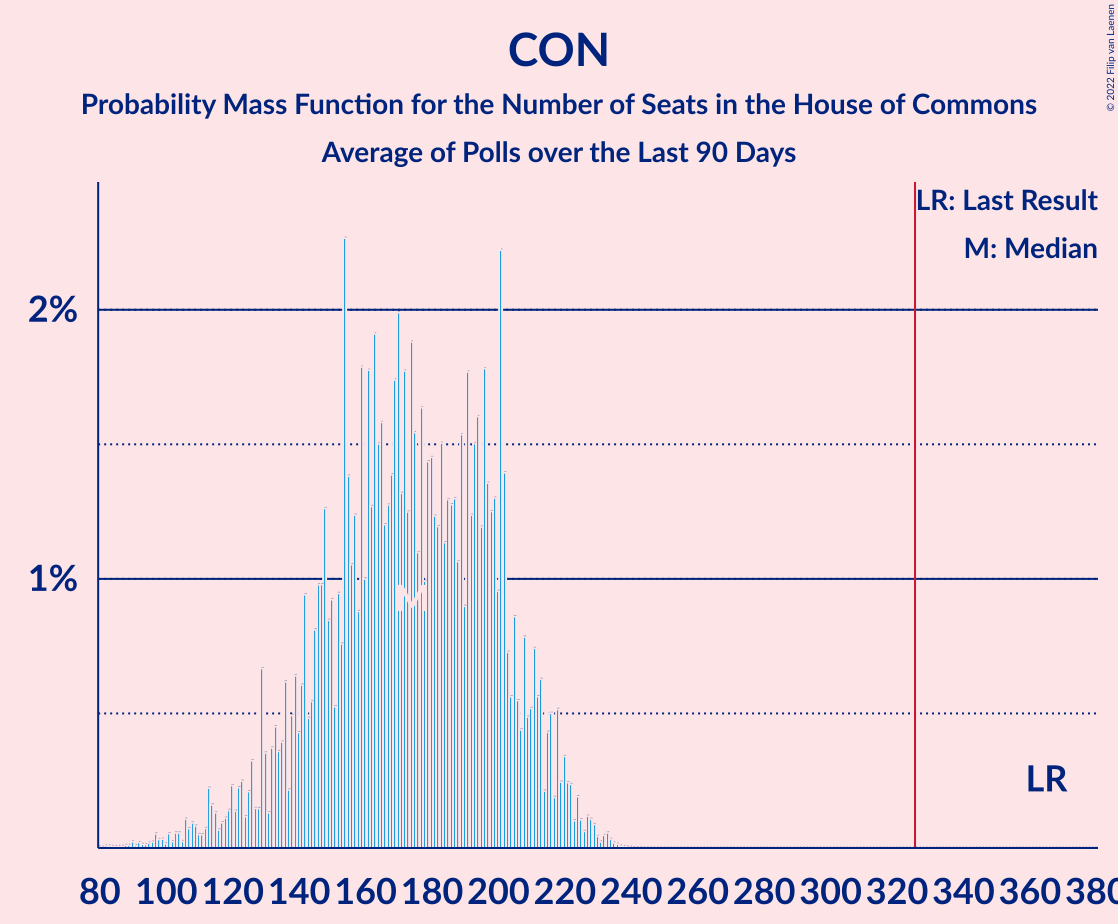 CON
Probability Mass Function for the Number of Seats in the House of Commons
Average of Polls over the Last 90 Days
© 2022 Filip van Laenen
LR: Last Result
M: Median
2%
1%
M
LR
80 100 120 140 160 180 200 220 240 260 280 300 320 340 360 380